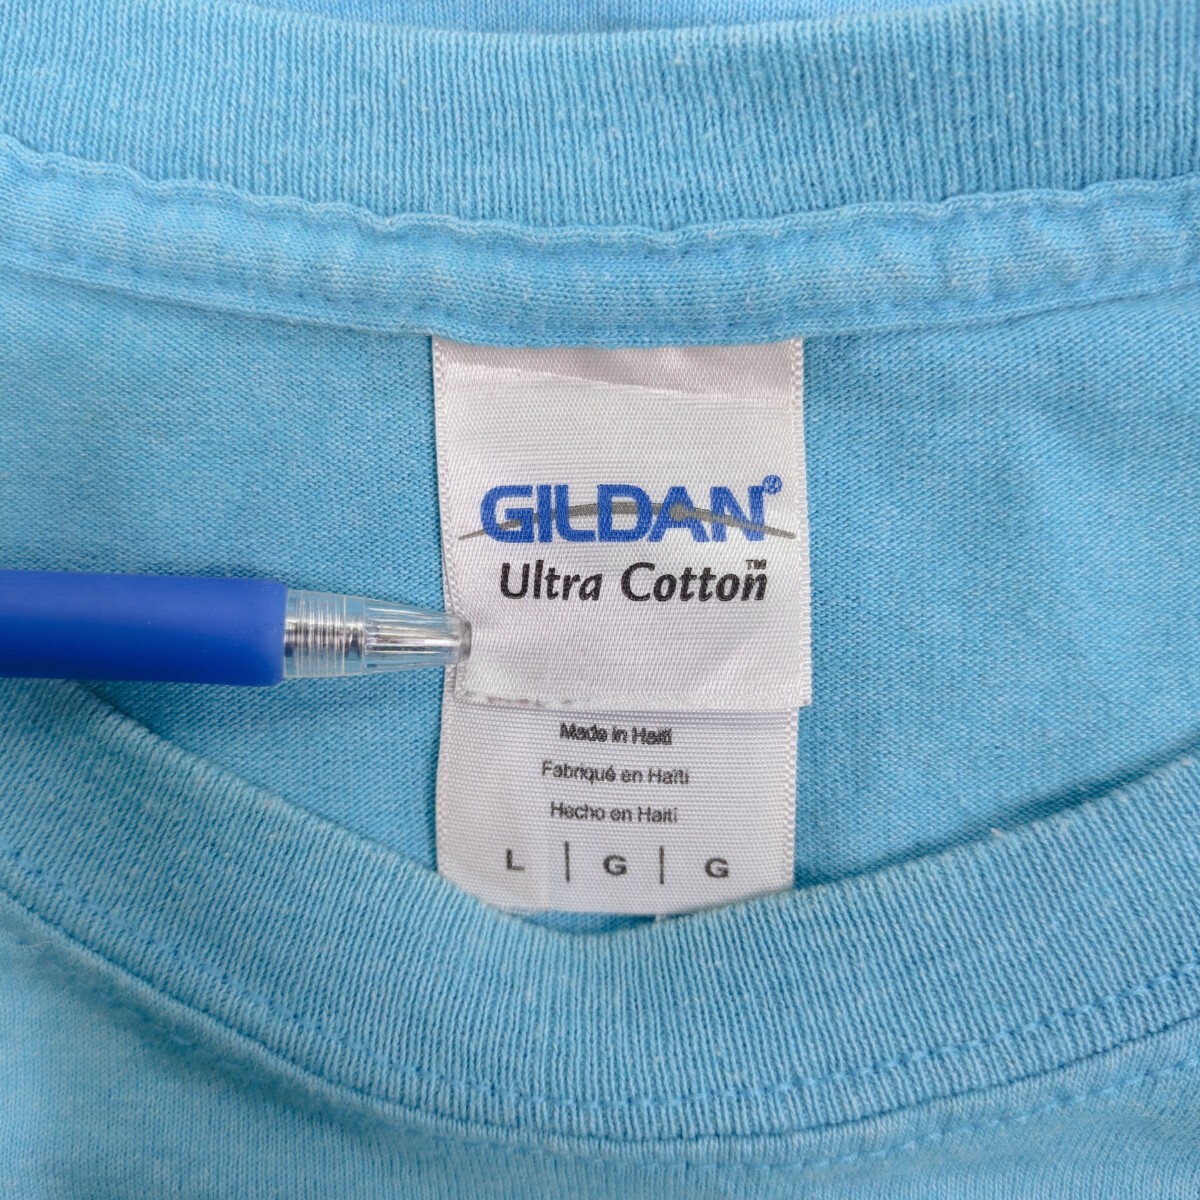 GILDAN®
Ultra Cotton™
Made in Haiti
Fabriqué en Haïti
Hecho en Haití
L | G | G